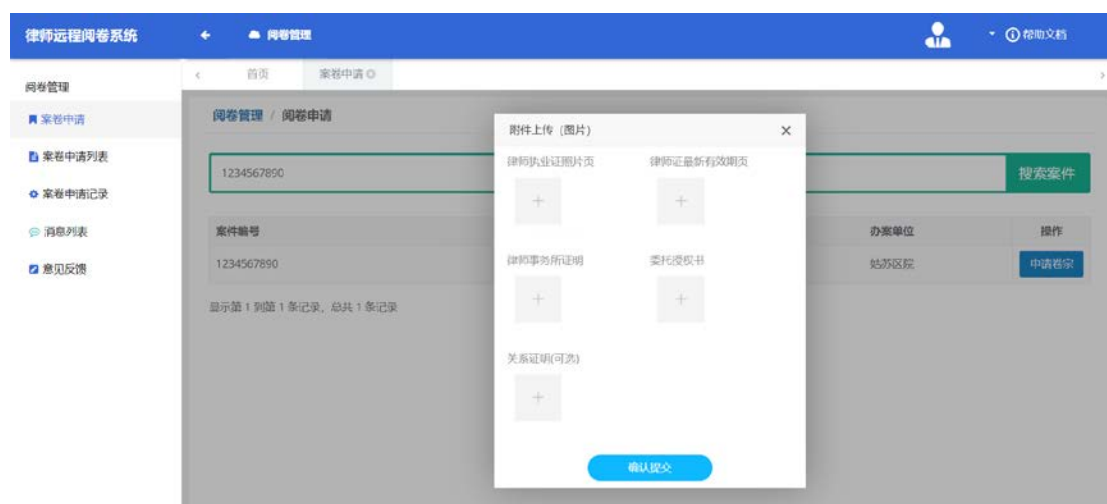 律师远程阅卷系统
阅卷管理
帮助文档
阅卷管理
首页
案卷申请
案卷申请
案卷申请列表
案卷申请记录
消息列表
意见反馈
阅卷管理 / 阅卷申请
1234567890
搜索案件
案件编号
办案单位
操作
1234567890
姑苏区院
申请卷宗
显示第 1 到第 1 条记录，总共 1 条记录
附件上传（图片）
律师执业证照片页
律师证最新有效期页
律师事务所证明
委托授权书
关系证明(可选)
确认提交